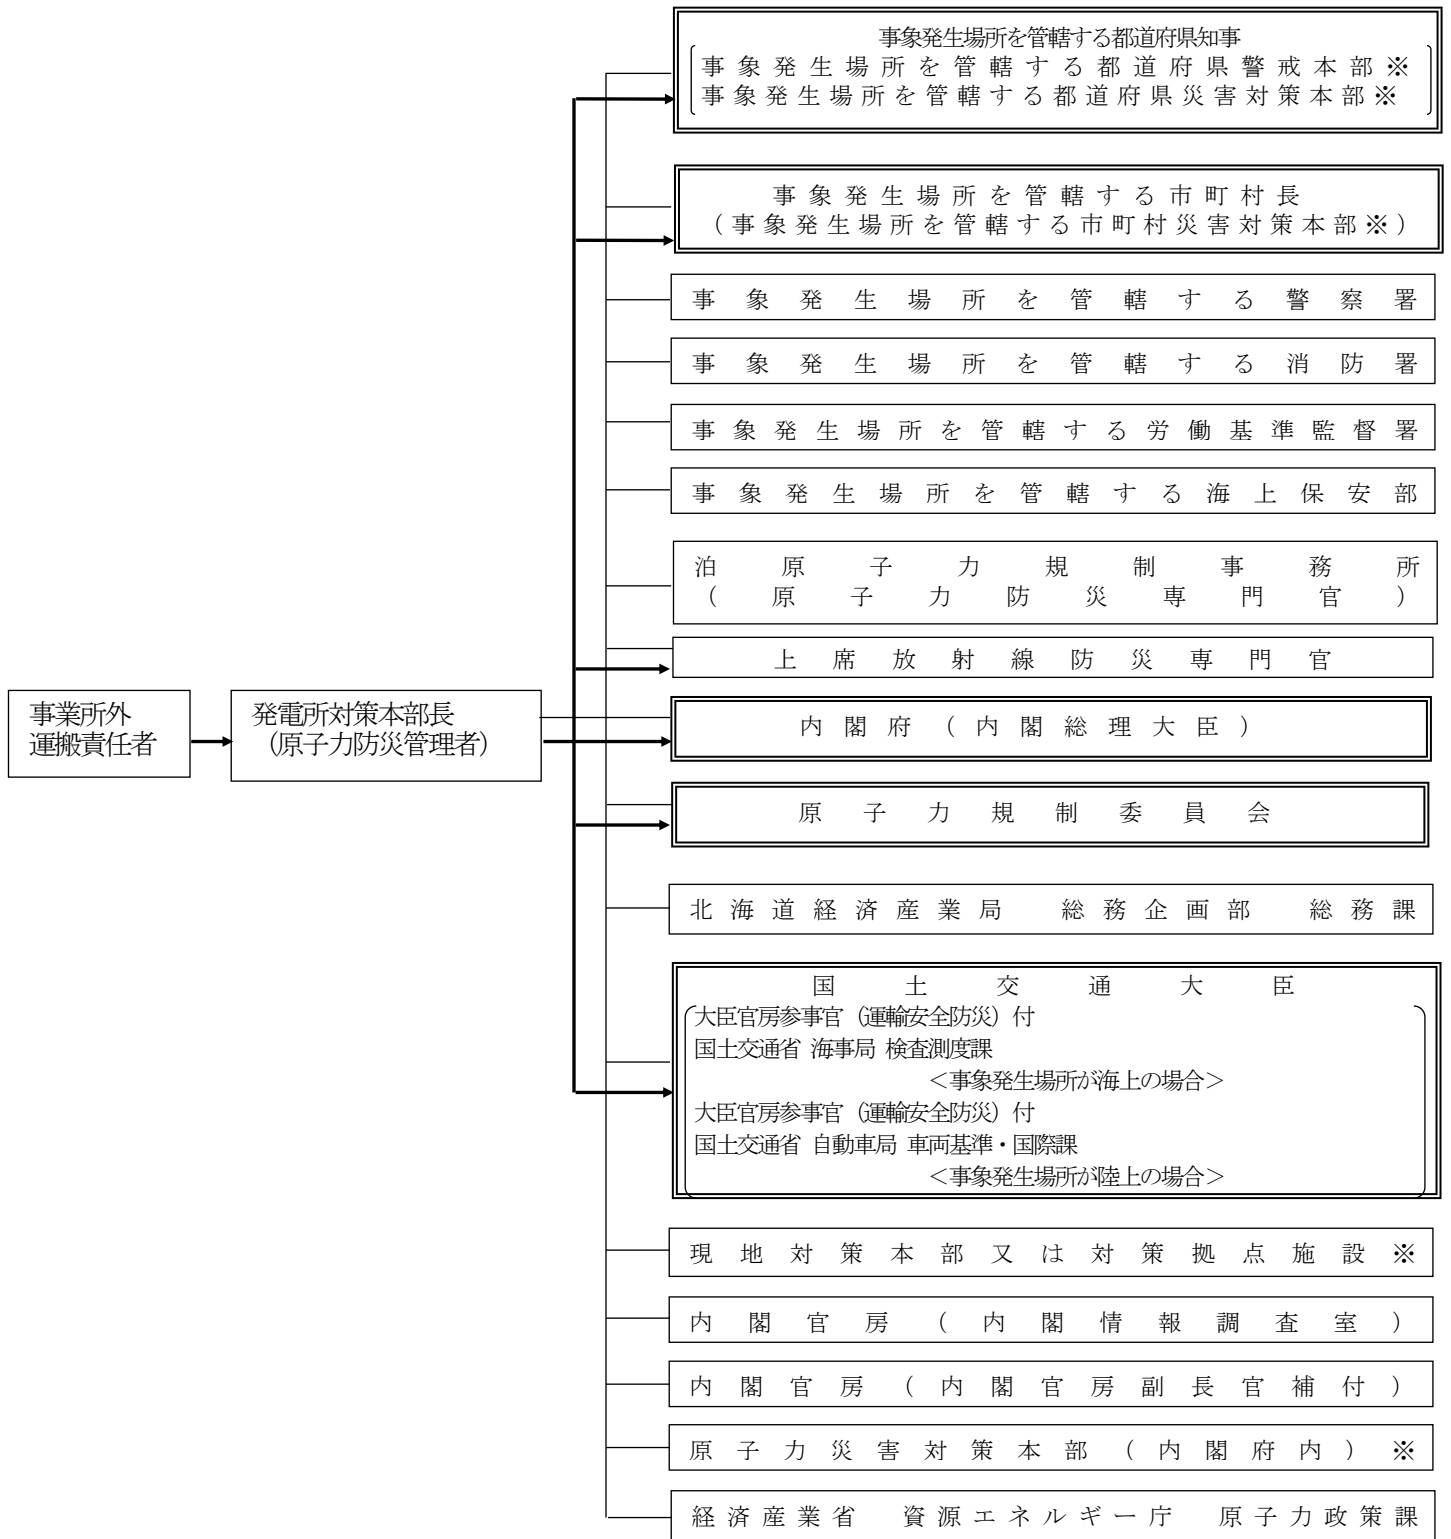 事象発生場所を管轄する都道府県知事
事象発生場所を管轄する都道府県警戒本部※
事象発生場所を管轄する都道府県災害対策本部※
事象発生場所を管轄する市町村長
（事象発生場所を管轄する市町村災害対策本部※）
事象発生場所を管轄する警察署
事象発生場所を管轄する消防署
事象発生場所を管轄する労働基準監督署
事象発生場所を管轄する海上保安部
泊原子力規制事務所
（原子力防災専門官）
上席放射線防災専門官
事業所外
運搬責任者
発電所対策本部長
（原子力防災管理者）
内閣府（内閣総理大臣）
原子力規制委員会
北海道経済産業局　総務企画部　総務課
国土交通大臣
大臣官房参事官（運輸安全防災）付
国土交通省 海事局 検査測度課
＜事象発生場所が海上の場合＞
大臣官房参事官（運輸安全防災）付
国土交通省 自動車局 車両基準・国際課
＜事象発生場所が陸上の場合＞
現地対策本部又は対策拠点施設※
内閣官房（内閣情報調査室）
内閣官房（内閣官房副長官補付）
原子力災害対策本部（内閣府内）※
経済産業省　資源エネルギー庁　原子力政策課